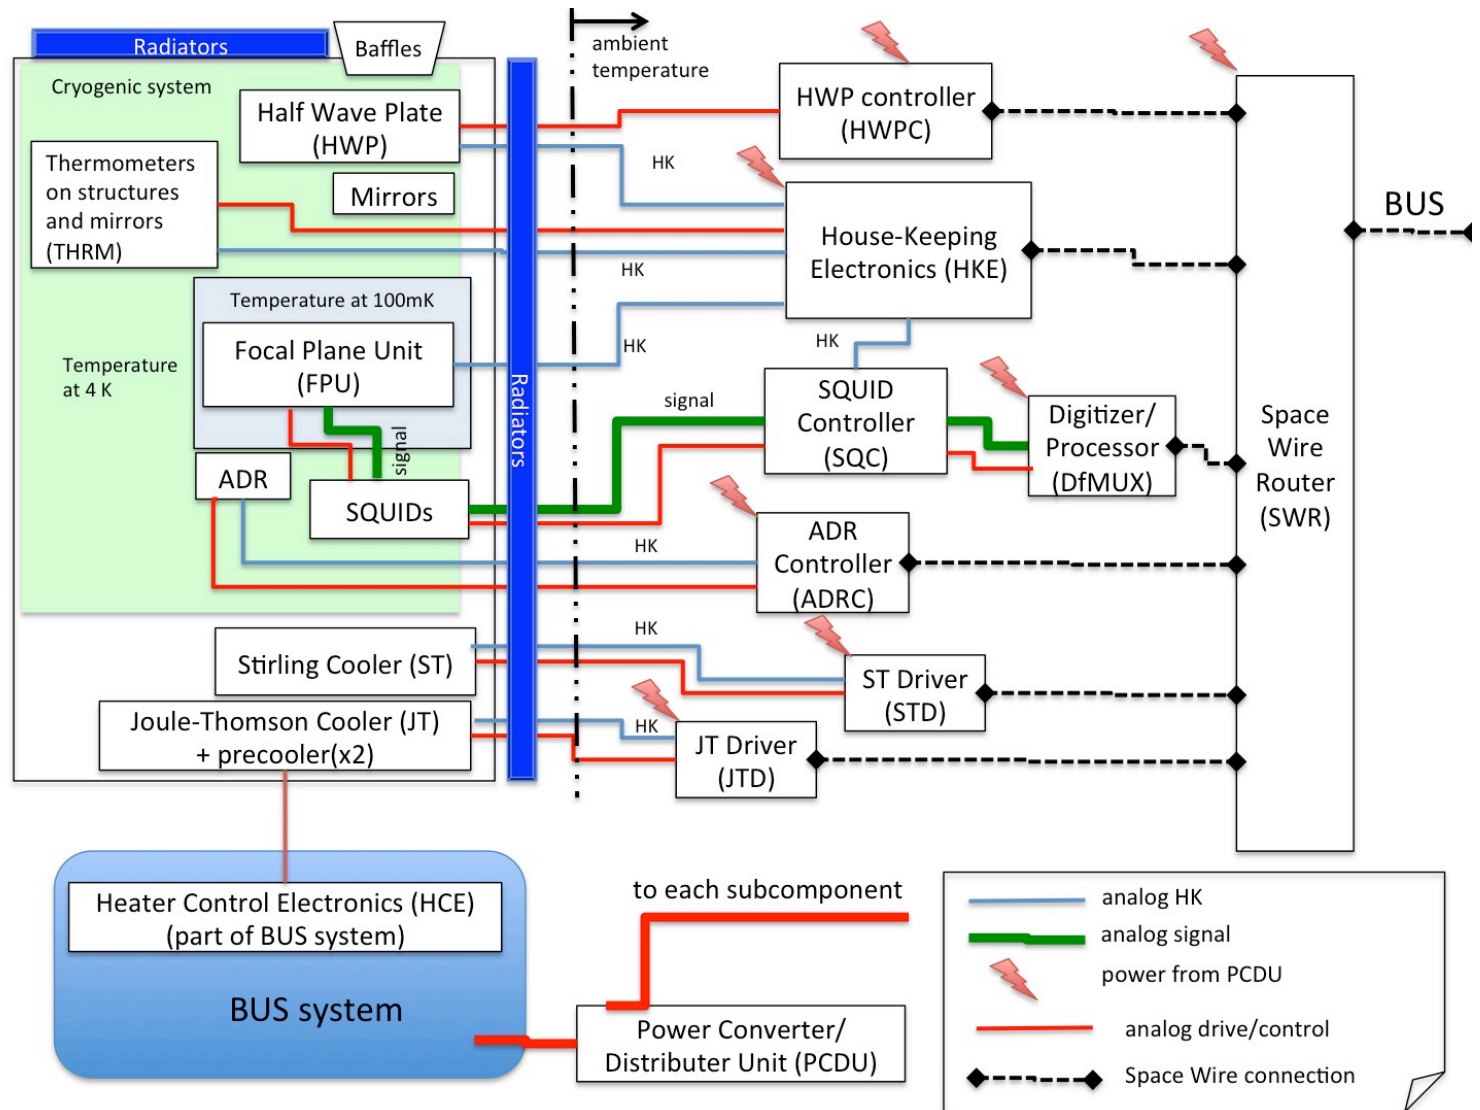 Radiators
Baffles
ambient
temperature
Cryogenic system
Half Wave Plate
(HWP)
HWP controller
(HWPC)
Thermometers
on structures
and mirrors
(THRM)
Mirrors
HK
House-Keeping
Electronics (HKE)
BUS
HK
Temperature at 100mK
Focal Plane Unit
(FPU)
HK
HK
Temperature
at 4 K
Radiators
signal
signal
SQUID
Controller
(SQC)
Digitizer/
Processor
(DfMUX)
Space
Wire
Router
(SWR)
ADR
SQUIDs
HK
ADR
Controller
(ADRC)
HK
Stirling Cooler (ST)
ST Driver
(STD)
Joule-Thomson Cooler (JT)
+ precooler(x2)
HK
JT Driver
(JTD)
Heater Control Electronics (HCE)
(part of BUS system)
BUS system
to each subcomponent
Power Converter/
Distributer Unit (PCDU)
analog HK
analog signal
power from PCDU
analog drive/control
Space Wire connection